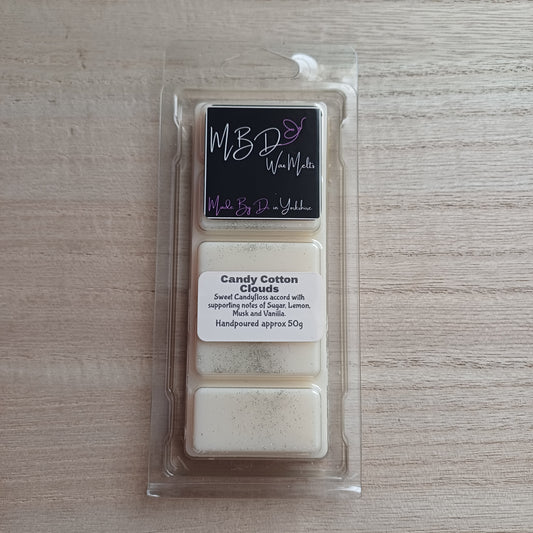 MBD
Wax Melts
Made By Di in Yorkshire
Candy Cotton
Clouds
Sweet Candyfloss accord with
supporting notes of Sugar, Lemon,
Musk and Vanilla.
Handpoured approx 50g